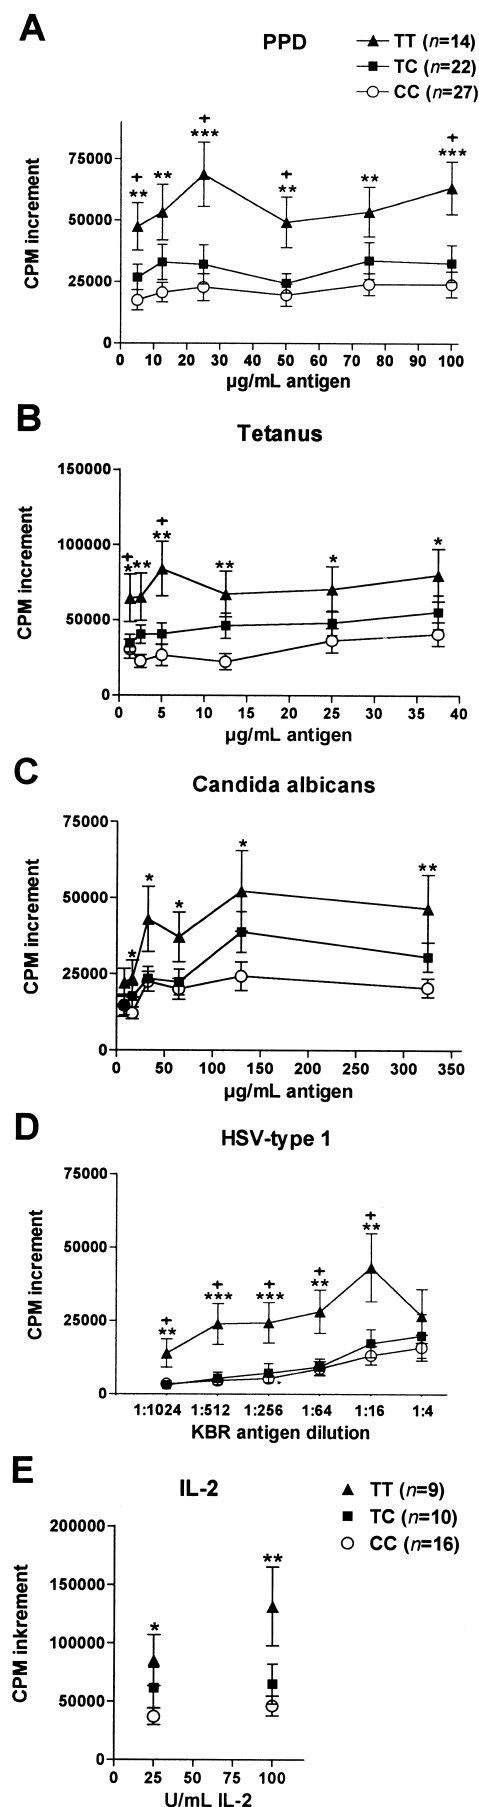 A
PPD
TT (n=14)
TC (n=22)
CC (n=27)
+ + + +
** ** *** ** ** ***
75000
50000
25000
0
CPM increment
0 10 20 30 40 50 60 70 80 90 100
µg/mL antigen
B
Tetanus
150000
100000
50000
0
CPM increment
+ +
* ** ** ** * *
0 5 10 15 20 25 30 35 40
µg/mL antigen
C
Candida albicans
75000
50000
25000
0
CPM increment
* * * * **
0 50 100 150 200 250 300 350
µg/mL antigen
D
HSV-type 1
75000
50000
25000
0
CPM increment
+ + + + +
** *** *** ** **
1:1024 1:512 1:256 1:64 1:16 1:4
KBR antigen dilution
E
IL-2
TT (n=9)
TC (n=10)
CC (n=16)
200000
150000
100000
50000
0
CPM inkrement
* **
0 25 50 75 100
U/mL IL-2